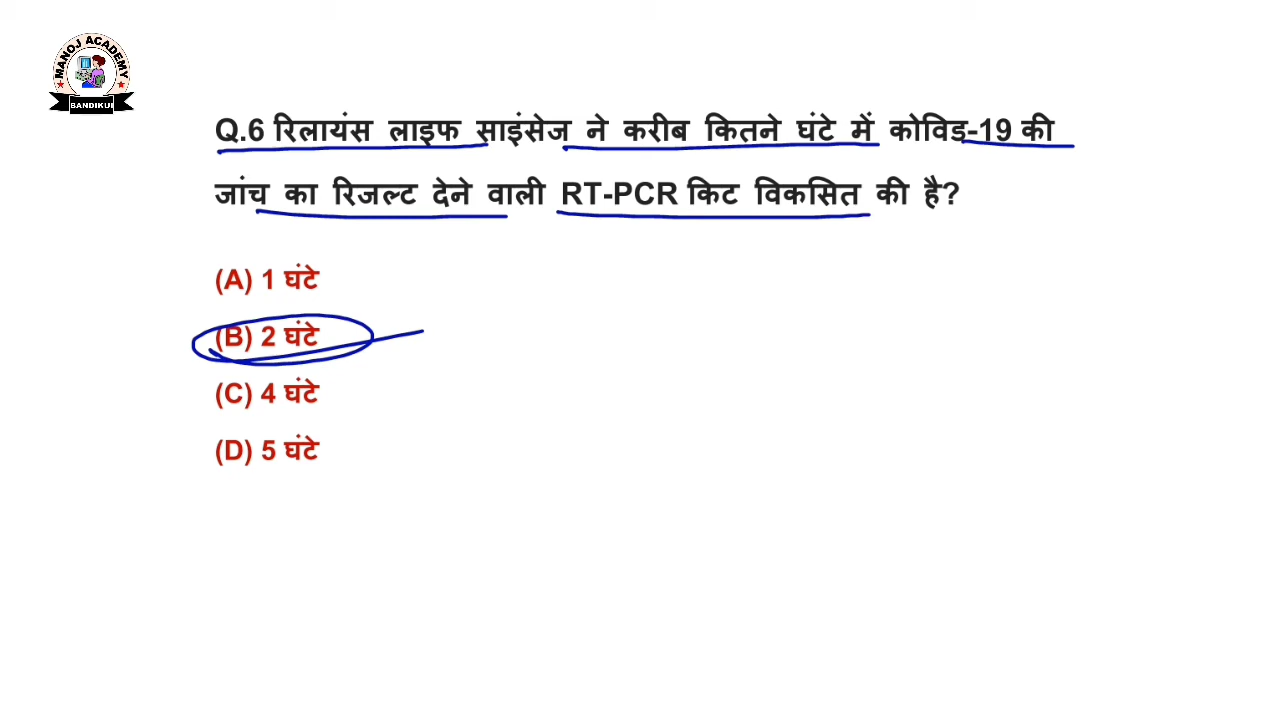 MANOJ ACADEMY
BANDIKUI
Q.6 रिलायंस लाइफ साइंसेज ने करीब कितने घंटे में कोविड-19 की
जांच का रिजल्ट देने वाली RT-PCR किट विकसित की है?
(A) 1 घंटे
(B) 2 घंटे
(C) 4 घंटे
(D) 5 घंटे